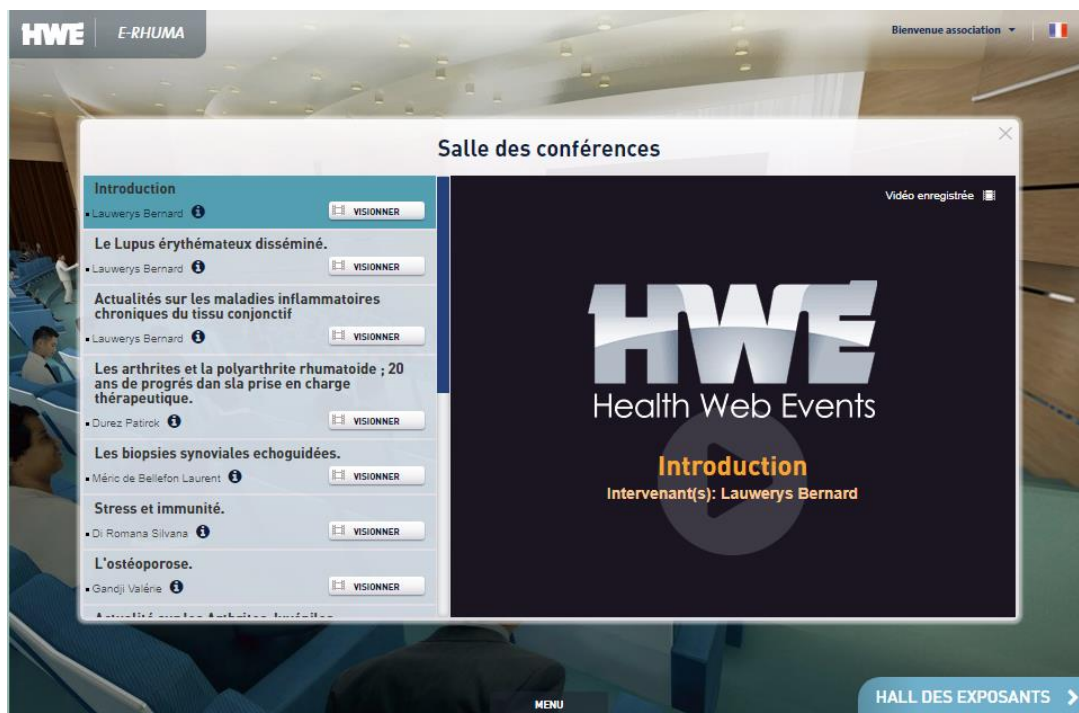 HWE E-RHUMA
Bienvenue association
Salle des conférences
Introduction
Lauwerys Bernard
VISIONNER
Le Lupus érythémateux disséminé.
Lauwerys Bernard
VISIONNER
Actualités sur les maladies inflammatoires
chroniques du tissu conjonctif
Lauwerys Bernard
VISIONNER
Les arthrites et la polyarthrite rhumatoide ; 20
ans de progrés dan sla prise en charge
thérapeutique.
Durez Patirck
VISIONNER
Les biopsies synoviales echoguidées.
Méric de Bellefon Laurent
VISIONNER
Stress et immunité.
Di Romana Silvana
VISIONNER
L'ostéoporose.
Gandji Valérie
VISIONNER
Vidéo enregistrée
HWE
Health Web Events
Introduction
Intervenant(s): Lauwerys Bernard
MENU
HALL DES EXPOSANTS